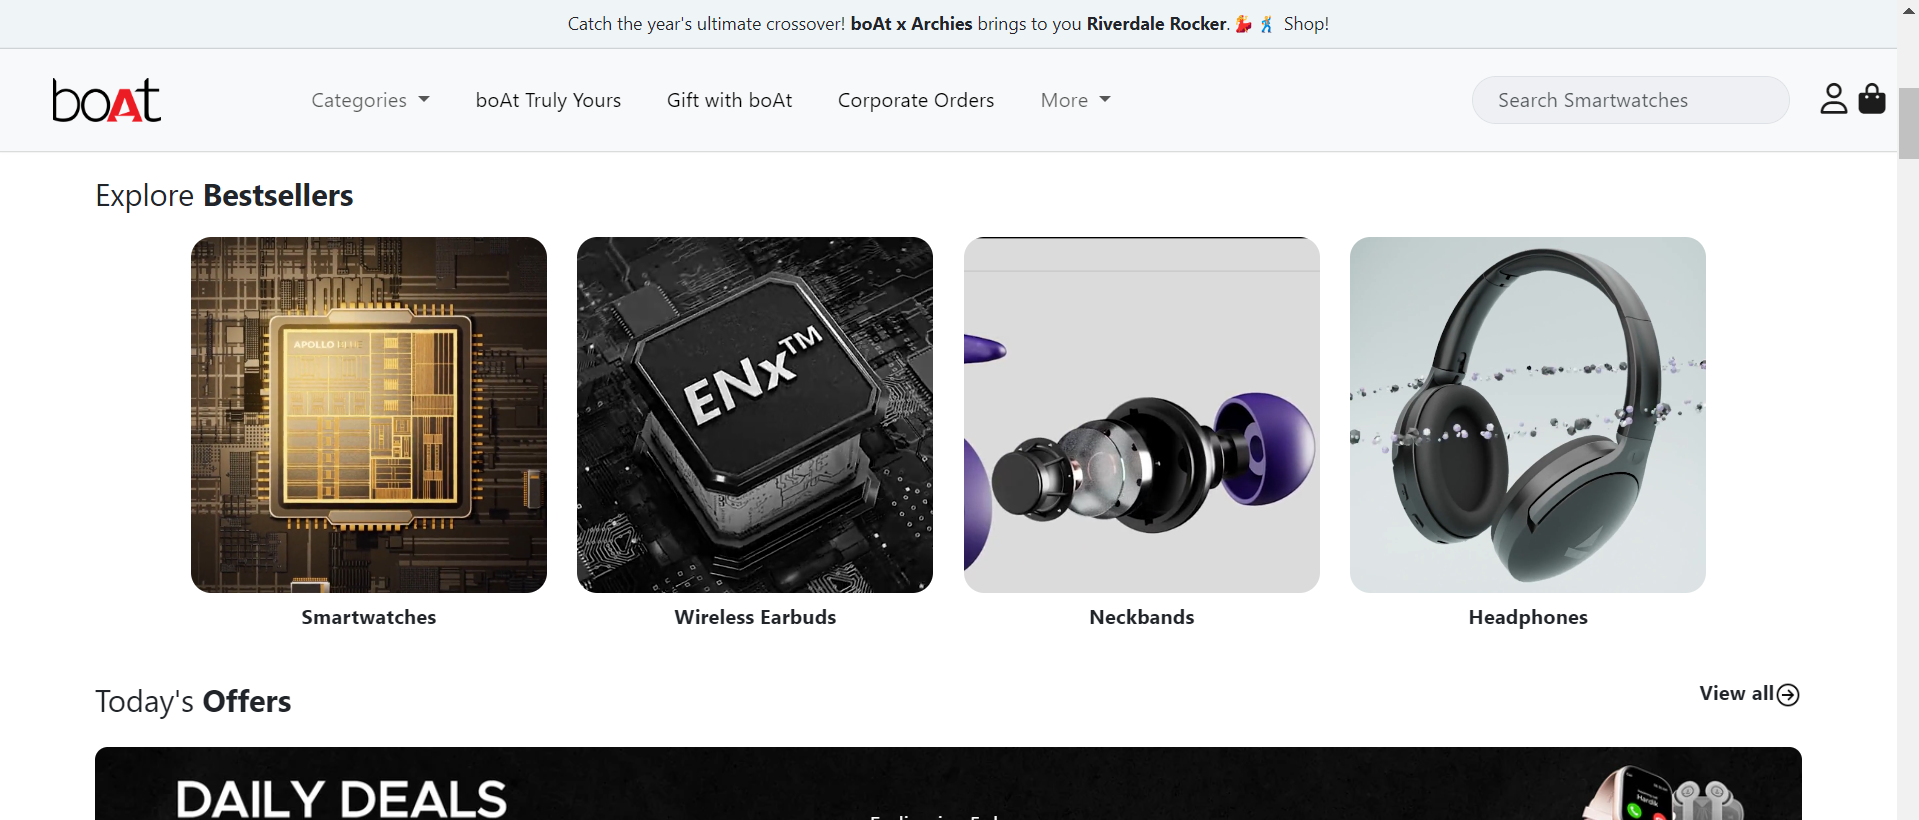 Catch the year's ultimate crossover! boAt x Archies brings to you Riverdale Rocker. 💃🕺 Shop!
boAt
Categories
boAt Truly Yours
Gift with boAt
Corporate Orders
More
Search Smartwatches
Explore Bestsellers
APOLLO
ENx™
Smartwatches
Wireless Earbuds
Neckbands
Headphones
Today's Offers
View all
DAILY DEALS
Hardik